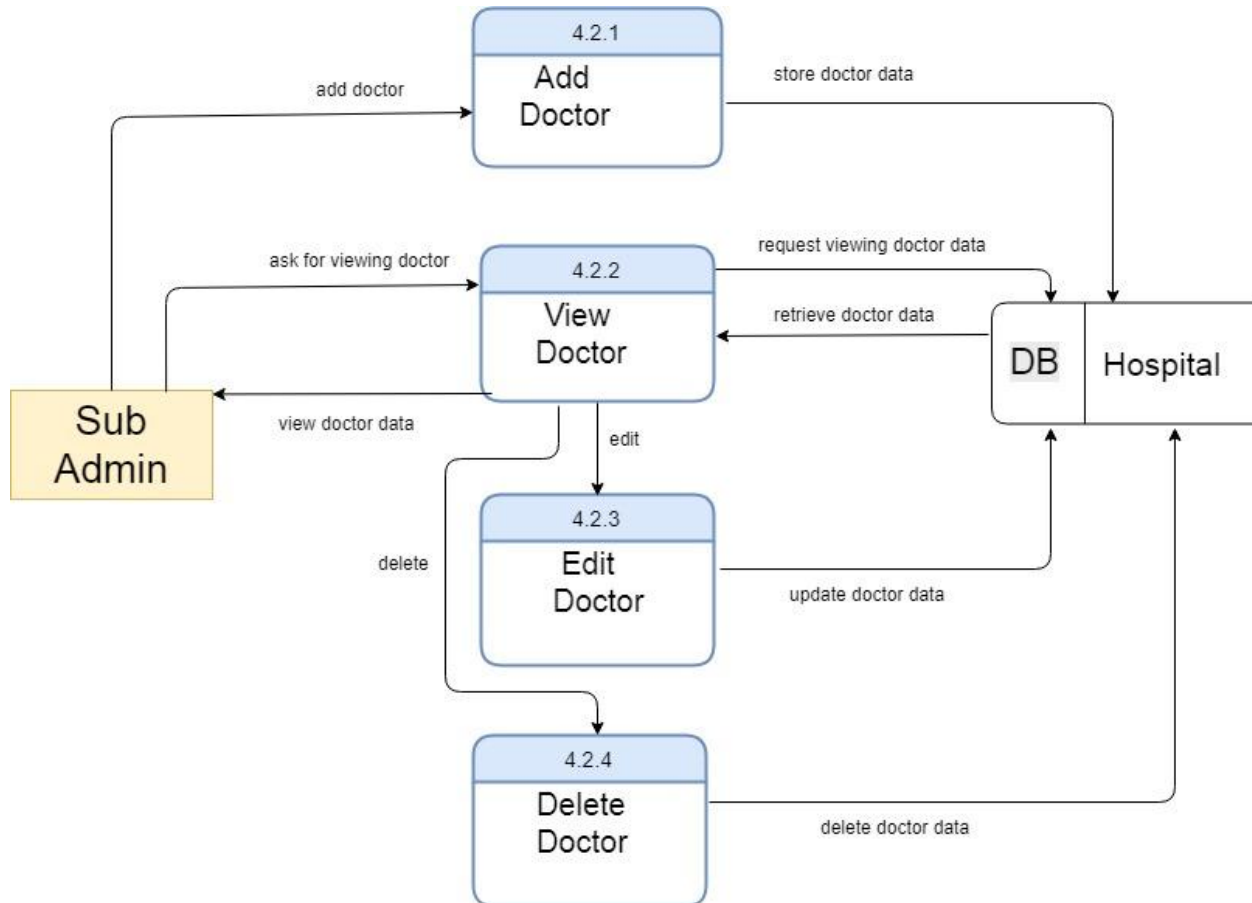 4.2.1
Add
Doctor
add doctor
store doctor data
4.2.2
View
Doctor
ask for viewing doctor
request viewing doctor data
retrieve doctor data
DB
Hospital
Sub
Admin
view doctor data
edit
4.2.3
Edit
Doctor
delete
update doctor data
4.2.4
Delete
Doctor
delete doctor data